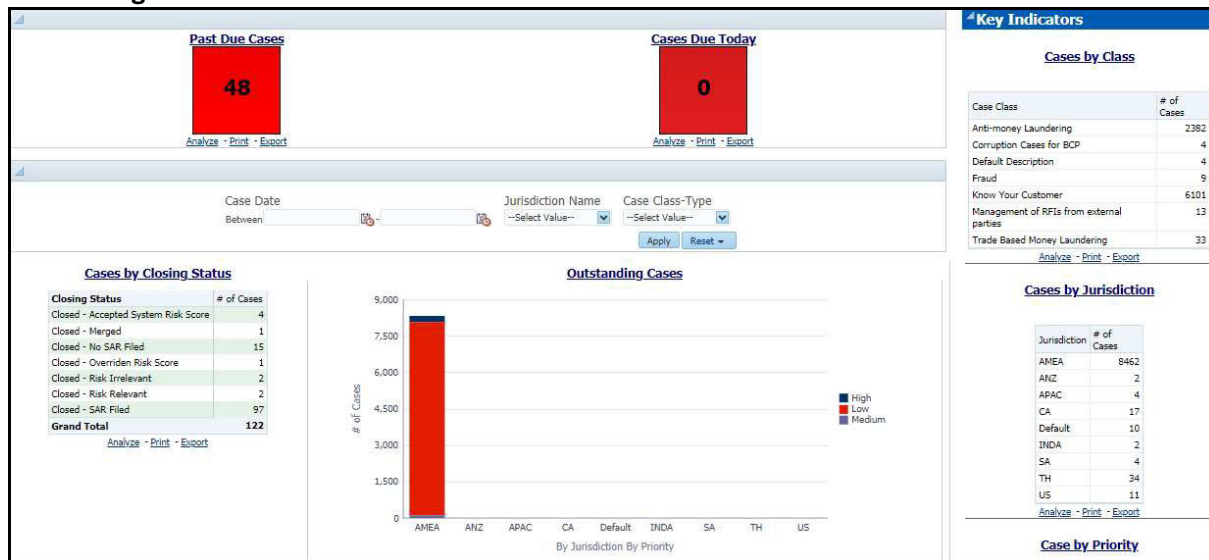 Past Due Cases
48
Analyze - Print - Export
Cases Due Today
0
Analyze - Print - Export
Case Date
Between
-
Jurisdiction Name
--Select Value--
Case Class-Type
--Select Value--
Apply Reset
Cases by Closing Status
Closing Status # of Cases
Closed - Accepted System Risk Score 4
Closed - Merged 1
Closed - No SAR Filed 15
Closed - Overriden Risk Score 1
Closed - Risk Irrelevant 2
Closed - Risk Relevant 2
Closed - SAR Filed 97
Grand Total 122
Analyze - Print - Export
Outstanding Cases
# of Cases
9,000
7,500
6,000
4,500
3,000
1,500
0
AMEA ANZ APAC CA Default INDA SA TH US
By Jurisdiction By Priority
High
Low
Medium
Key Indicators
Cases by Class
Case Class # of
Cases
Anti-money Laundering 2382
Corruption Cases for BCP 4
Default Description 4
Fraud 9
Know Your Customer 6101
Management of RFIs from external 13
parties
Trade Based Money Laundering 33
Analyze - Print - Export
Cases by Jurisdiction
Jurisdiction # of
Cases
AMEA 8462
ANZ 2
APAC 4
CA 17
Default 10
INDA 2
SA 4
TH 34
US 11
Analyze - Print - Export
Case by Priority